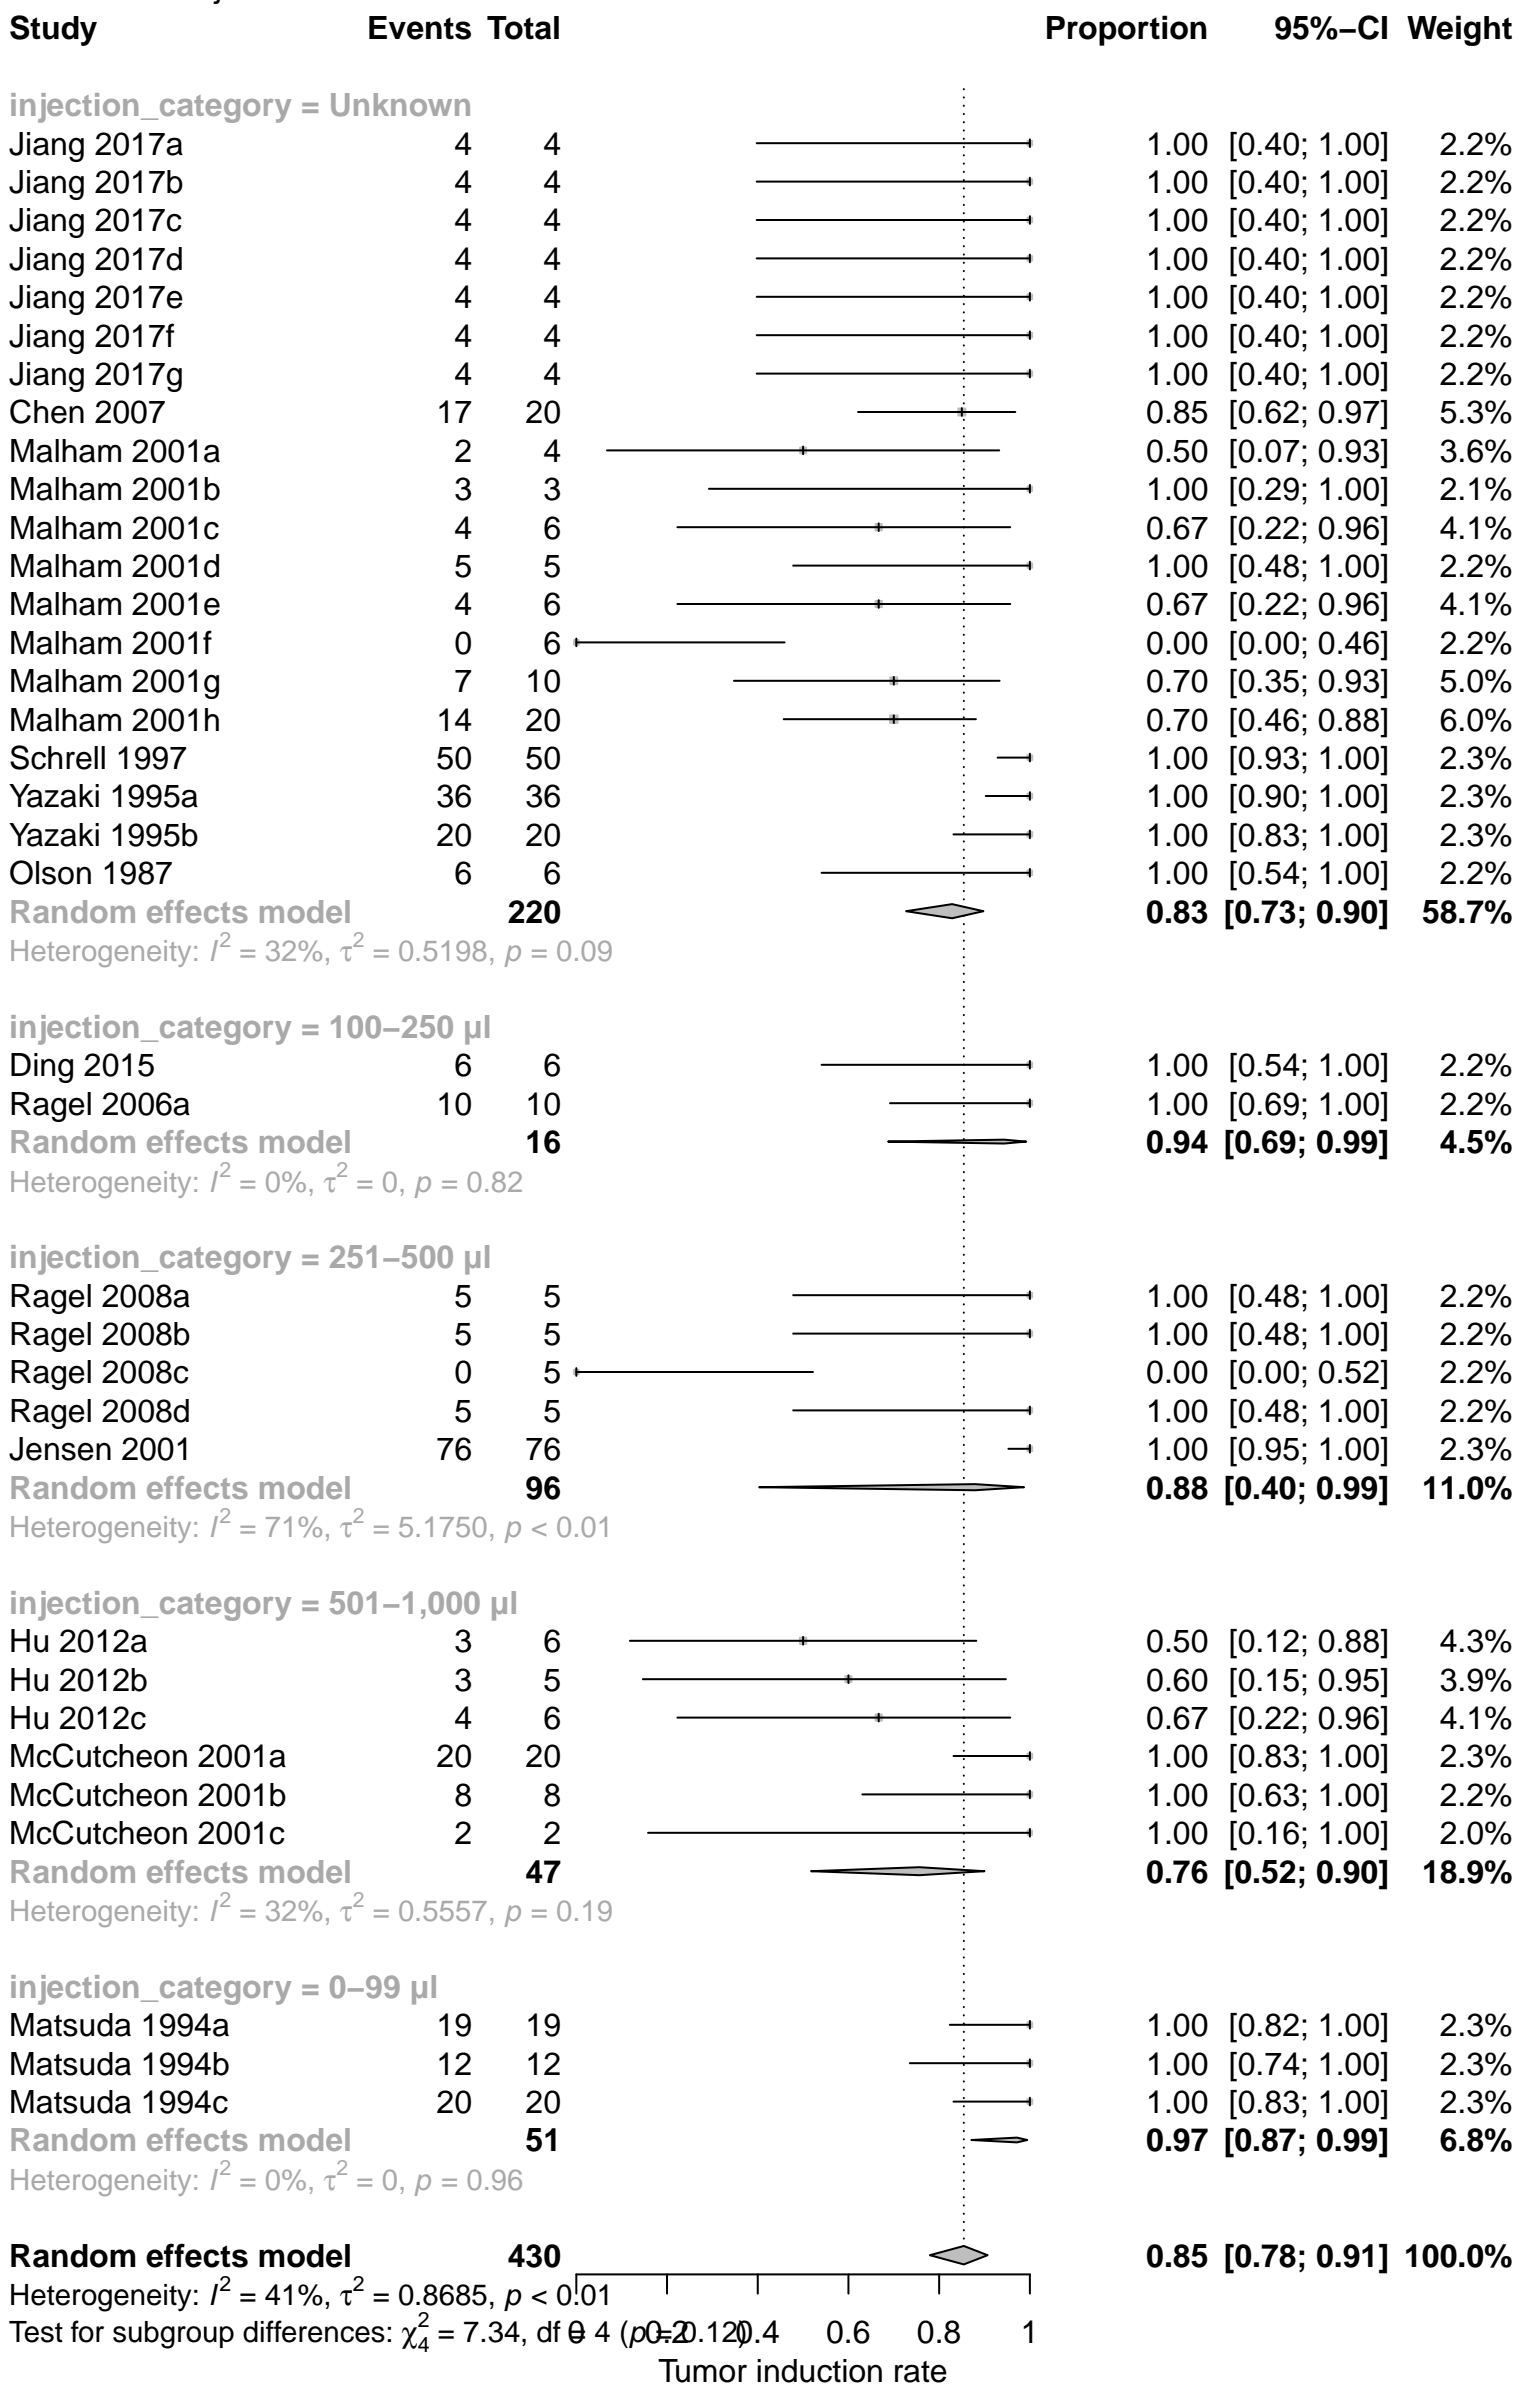 Study Events Total Proportion 95%−CI Weight
injection_category = Unknown
Jiang 2017a 4 4 1.00 [0.40; 1.00] 2.2%
Jiang 2017b 4 4 1.00 [0.40; 1.00] 2.2%
Jiang 2017c 4 4 1.00 [0.40; 1.00] 2.2%
Jiang 2017d 4 4 1.00 [0.40; 1.00] 2.2%
Jiang 2017e 4 4 1.00 [0.40; 1.00] 2.2%
Jiang 2017f 4 4 1.00 [0.40; 1.00] 2.2%
Jiang 2017g 4 4 1.00 [0.40; 1.00] 2.2%
Chen 2007 17 20 0.85 [0.62; 0.97] 5.3%
Malham 2001a 2 4 0.50 [0.07; 0.93] 3.6%
Malham 2001b 3 3 1.00 [0.29; 1.00] 2.1%
Malham 2001c 4 6 0.67 [0.22; 0.96] 4.1%
Malham 2001d 5 5 1.00 [0.48; 1.00] 2.2%
Malham 2001e 4 6 0.67 [0.22; 0.96] 4.1%
Malham 2001f 0 6 0.00 [0.00; 0.46] 2.2%
Malham 2001g 7 10 0.70 [0.35; 0.93] 5.0%
Malham 2001h 14 20 0.70 [0.46; 0.88] 6.0%
Schrell 1997 50 50 1.00 [0.93; 1.00] 2.3%
Yazaki 1995a 36 36 1.00 [0.90; 1.00] 2.3%
Yazaki 1995b 20 20 1.00 [0.83; 1.00] 2.3%
Olson 1987 6 6 1.00 [0.54; 1.00] 2.2%
Random effects model 220 0.83 [0.73; 0.90] 58.7%
Heterogeneity: I² = 32%, τ² = 0.5198, p = 0.09
injection_category = 100−250 µl
Ding 2015 6 6 1.00 [0.54; 1.00] 2.2%
Ragel 2006a 10 10 1.00 [0.69; 1.00] 2.2%
Random effects model 16 0.94 [0.69; 0.99] 4.5%
Heterogeneity: I² = 0%, τ² = 0, p = 0.82
injection_category = 251−500 µl
Ragel 2008a 5 5 1.00 [0.48; 1.00] 2.2%
Ragel 2008b 5 5 1.00 [0.48; 1.00] 2.2%
Ragel 2008c 0 5 0.00 [0.00; 0.52] 2.2%
Ragel 2008d 5 5 1.00 [0.48; 1.00] 2.2%
Jensen 2001 76 76 1.00 [0.95; 1.00] 2.3%
Random effects model 96 0.88 [0.40; 0.99] 11.0%
Heterogeneity: I² = 71%, τ² = 5.1750, p < 0.01
injection_category = 501−1,000 µl
Hu 2012a 3 6 0.50 [0.12; 0.88] 4.3%
Hu 2012b 3 5 0.60 [0.15; 0.95] 3.9%
Hu 2012c 4 6 0.67 [0.22; 0.96] 4.1%
McCutcheon 2001a 20 20 1.00 [0.83; 1.00] 2.3%
McCutcheon 2001b 8 8 1.00 [0.63; 1.00] 2.2%
McCutcheon 2001c 2 2 1.00 [0.16; 1.00] 2.0%
Random effects model 47 0.76 [0.52; 0.90] 18.9%
Heterogeneity: I² = 32%, τ² = 0.5557, p = 0.19
injection_category = 0−99 µl
Matsuda 1994a 19 19 1.00 [0.82; 1.00] 2.3%
Matsuda 1994b 12 12 1.00 [0.74; 1.00] 2.3%
Matsuda 1994c 20 20 1.00 [0.83; 1.00] 2.3%
Random effects model 51 0.97 [0.87; 0.99] 6.8%
Heterogeneity: I² = 0%, τ² = 0, p = 0.96
Random effects model 430 0.85 [0.78; 0.91] 100.0%
Heterogeneity: I² = 41%, τ² = 0.8685, p < 0.01
Test for subgroup differences: χ²₄ = 7.34, df = 4 (p = 0.12)
0 0.2 0.4 0.6 0.8 1
Tumor induction rate